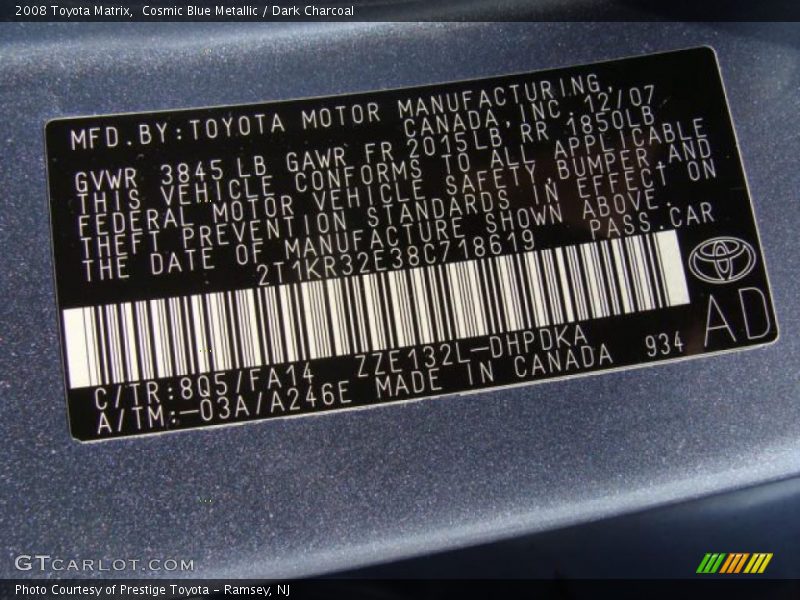 2008 Toyota Matrix,  Cosmic Blue Metallic / Dark Charcoal
MFD.BY:TOYOTA MOTOR MANUFACTURING,
CANADA,INC. 12/07
GVWR 3845 LB GAWR FR 2015LB,RR 1850LB
THIS VEHICLE CONFORMS TO ALL APPLICABLE
FEDERAL MOTOR VEHICLE SAFETY,BUMPER,AND
THEFT PREVENTION STANDARDS IN EFFECT ON
THE DATE OF MANUFACTURE SHOWN ABOVE.
2T1KR32E38C718619 PASS.CAR
AD
C/TR:8Q5/FA14 ZZE132L-DHPDKA 934
A/TM:-03A/A246E MADE IN CANADA
GTCARLOT.COM
Photo Courtesy of Prestige Toyota - Ramsey, NJ